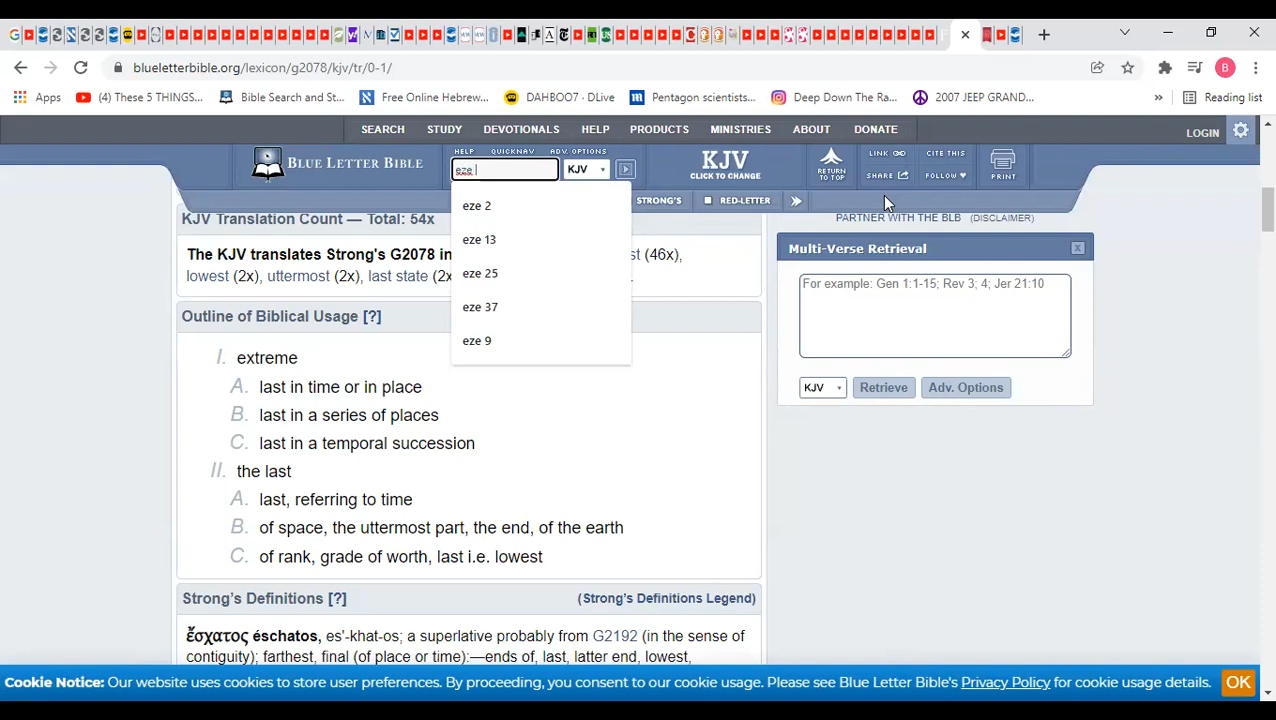 blueletterbible.org/lexicon/g2078/kjv/tr/0-1/
B
Apps
(4) These 5 THINGS...
Bible Search and St...
Free Online Hebrew...
DAHBOO7 - DLive
Pentagon scientists...
Deep Down The Ra...
2007 JEEP GRAND...
»
Reading list
SEARCH STUDY DEVOTIONALS HELP PRODUCTS MINISTRIES ABOUT DONATE
LOGIN
HELP QUICKNAV ADV. OPTIONS
BLUE LETTER BIBLE
eze
KJV
KJV
CLICK TO CHANGE
RETURN TO TOP
LINK
CITE THIS
SHARE
FOLLOW
PRINT
eze 2
eze 13
eze 25
eze 37
eze 9
STRONG'S
RED-LETTER
KJV Translation Count — Total: 54x
PARTNER WITH THE BLB (DISCLAIMER)
The KJV translates Strong's G2078 in
st (46x),
lowest (2x), uttermost (2x), last state (2x
Multi-Verse Retrieval
For example: Gen 1:1-15; Rev 3; 4; Jer 21:10
KJV
Retrieve
Adv. Options
Outline of Biblical Usage [?]
I. extreme
A. last in time or in place
B. last in a series of places
C. last in a temporal succession
II. the last
A. last, referring to time
B. of space, the uttermost part, the end, of the earth
C. of rank, grade of worth, last i.e. lowest
Strong's Definitions [?]
(Strong's Definitions Legend)
ἔσχατος éschatos, es'-khat-os; a superlative probably from G2192 (in the sense of
contiguity); farthest, final (of place or time):—ends of, last, latter end, lowest,
Cookie Notice: Our website uses cookies to store user preferences. By proceeding, you consent to our cookie usage. Please see Blue Letter Bible's Privacy Policy for cookie usage details.
OK